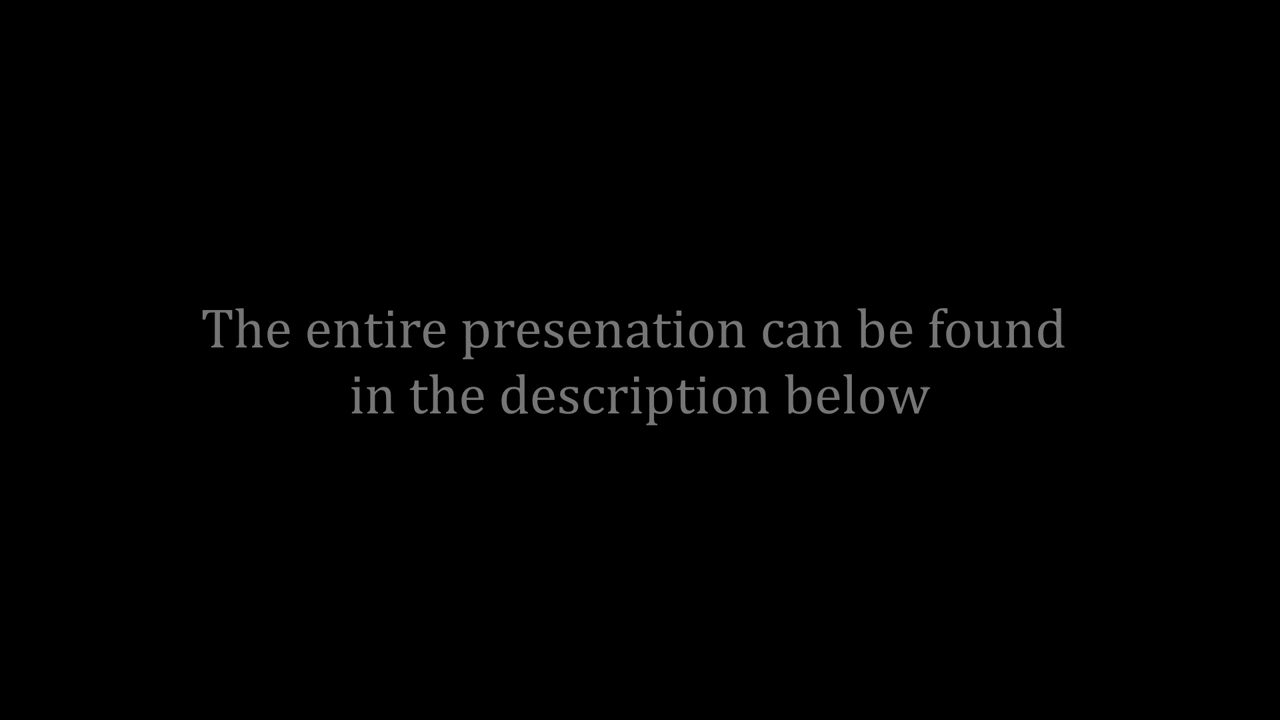 The entire presenation can be found
in the description below